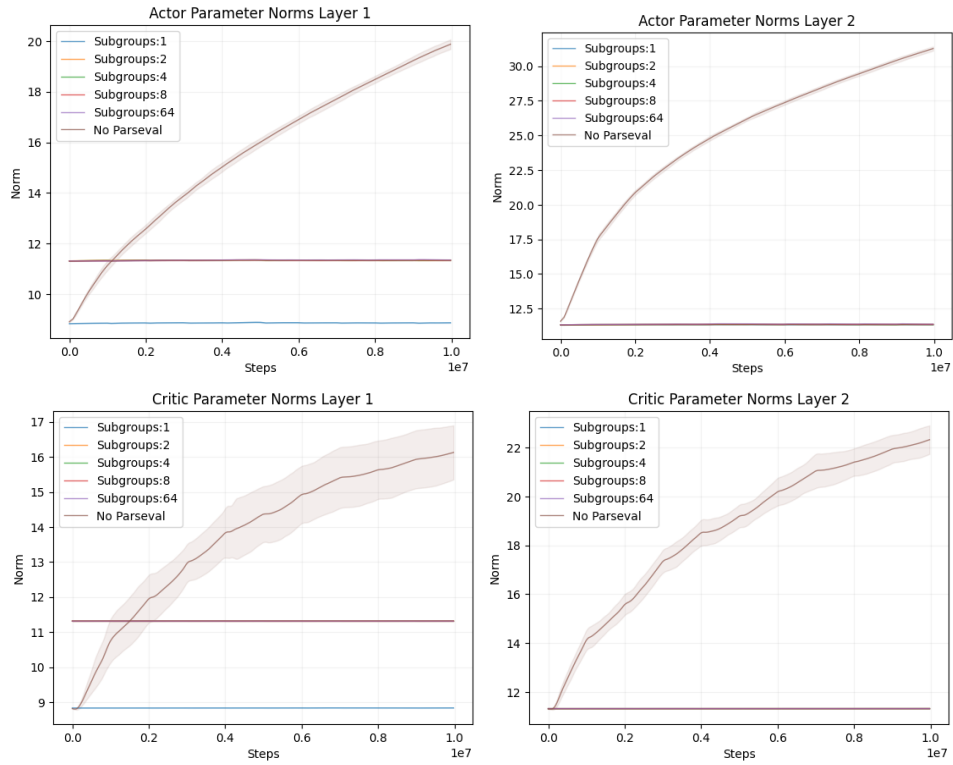 Actor Parameter Norms Layer 1
Norm
20
18
16
14
12
10
Subgroups:1
Subgroups:2
Subgroups:4
Subgroups:8
Subgroups:64
No Parseval
0.0 0.2 0.4 0.6 0.8 1.0
1e7
Steps
Actor Parameter Norms Layer 2
Norm
30.0
27.5
25.0
22.5
20.0
17.5
15.0
12.5
Subgroups:1
Subgroups:2
Subgroups:4
Subgroups:8
Subgroups:64
No Parseval
0.0 0.2 0.4 0.6 0.8 1.0
1e7
Steps
Critic Parameter Norms Layer 1
Norm
17
16
15
14
13
12
11
10
9
Subgroups:1
Subgroups:2
Subgroups:4
Subgroups:8
Subgroups:64
No Parseval
0.0 0.2 0.4 0.6 0.8 1.0
1e7
Steps
Critic Parameter Norms Layer 2
Norm
22
20
18
16
14
12
Subgroups:1
Subgroups:2
Subgroups:4
Subgroups:8
Subgroups:64
No Parseval
0.0 0.2 0.4 0.6 0.8 1.0
1e7
Steps